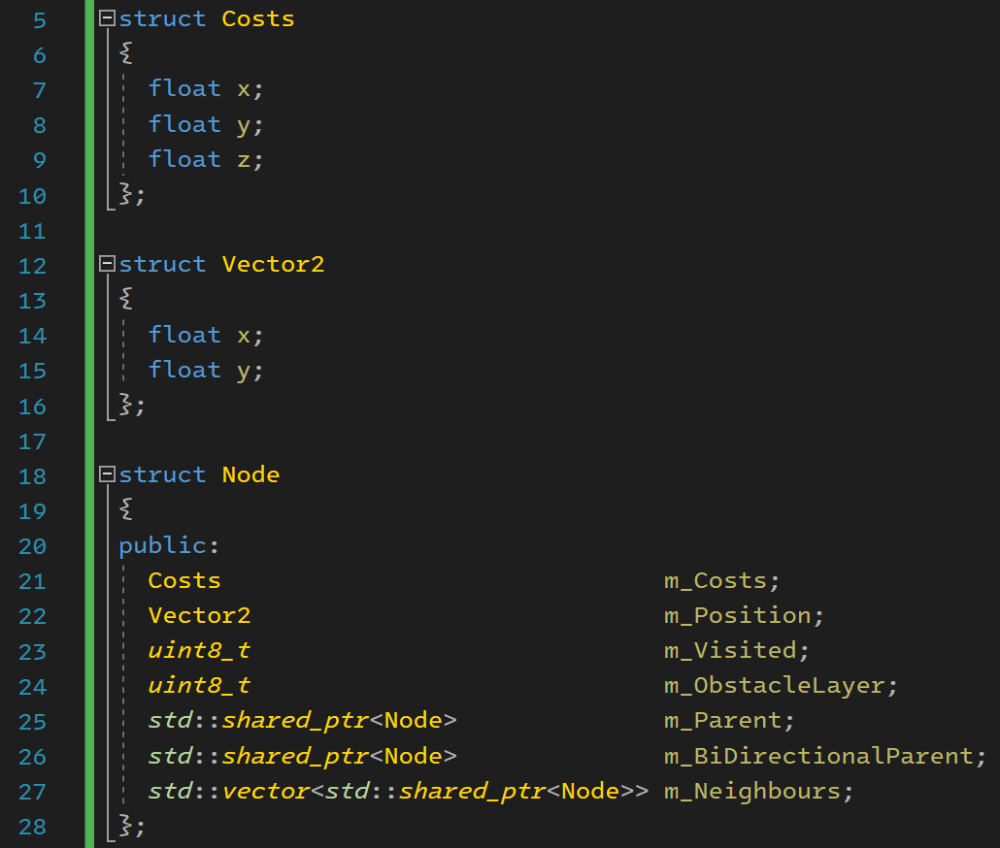 5 struct Costs
6 {
7 float x;
8 float y;
9 float z;
10 };
11
12 struct Vector2
13 {
14 float x;
15 float y;
16 };
17
18 struct Node
19 {
20 public:
21 Costs m_Costs;
22 Vector2 m_Position;
23 uint8_t m_Visited;
24 uint8_t m_ObstacleLayer;
25 std::shared_ptr<Node> m_Parent;
26 std::shared_ptr<Node> m_BiDirectionalParent;
27 std::vector<std::shared_ptr<Node>> m_Neighbours;
28 };